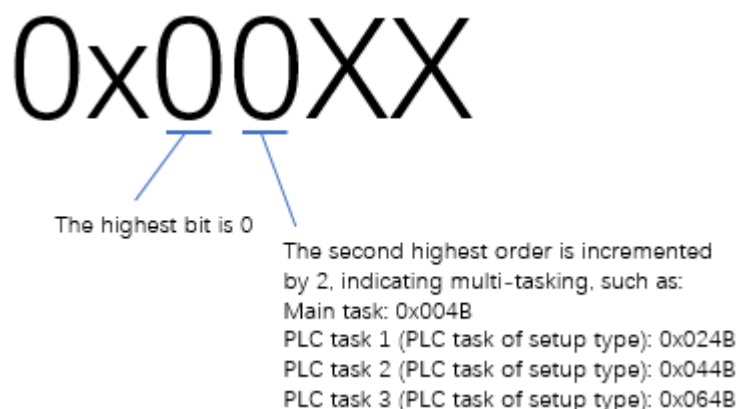 0x00XX
The highest bit is 0
The second highest order is incremented
by 2, indicating multi-tasking, such as:
Main task: 0x004B
PLC task 1 (PLC task of setup type): 0x024B
PLC task 2 (PLC task of setup type): 0x044B
PLC task 3 (PLC task of setup type): 0x064B